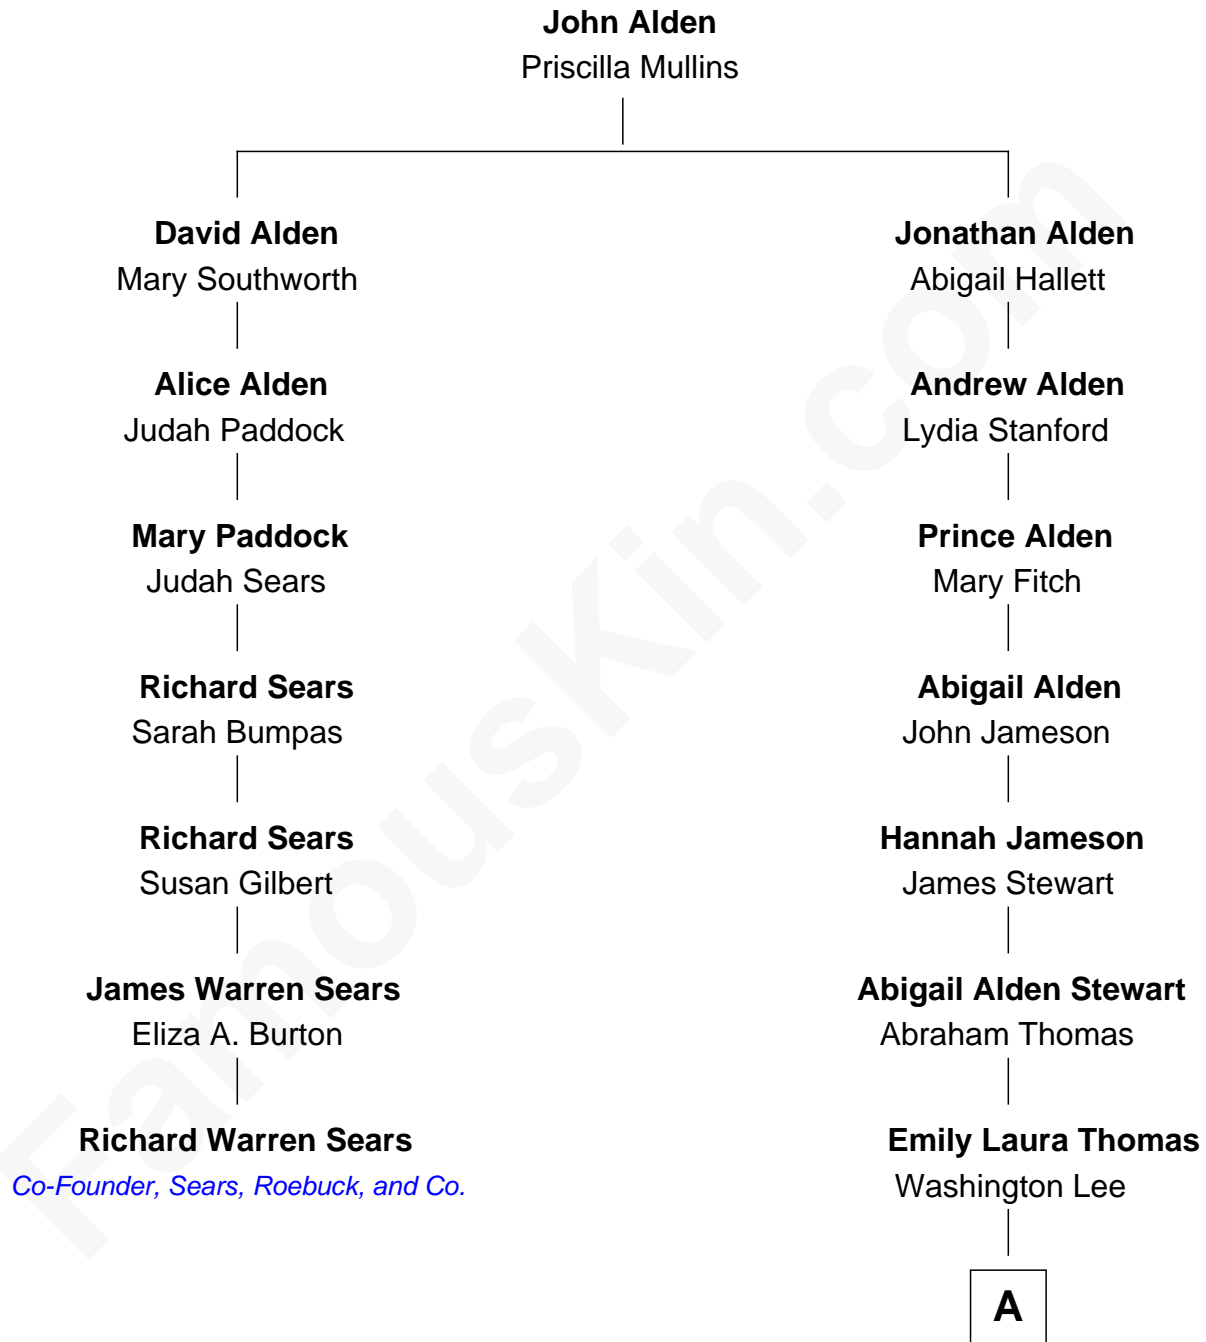 John Alden
Priscilla Mullins
David Alden
Mary Southworth
Jonathan Alden
Abigail Hallett
Alice Alden
Judah Paddock
Andrew Alden
Lydia Stanford
Mary Paddock
Judah Sears
Prince Alden
Mary Fitch
Richard Sears
Sarah Bumpas
Abigail Alden
John Jameson
Richard Sears
Susan Gilbert
Hannah Jameson
James Stewart
James Warren Sears
Eliza A. Burton
Abigail Alden Stewart
Abraham Thomas
Richard Warren Sears
Co-Founder, Sears, Roebuck, and Co.
Emily Laura Thomas
Washington Lee
A
FamousKin.com